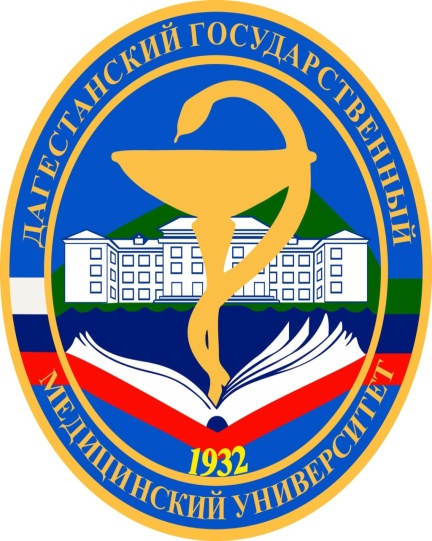 ДАГЕСТАНСКИЙ ГОСУДАРСТВЕННЫЙ
МЕДИЦИНСКИЙ УНИВЕРСИТЕТ
1932